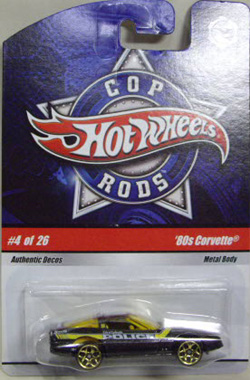 COP
Hot Wheels
RODS
#4 of 26
'80s Corvette®
Authentic Decos
Metal Body
POLICE